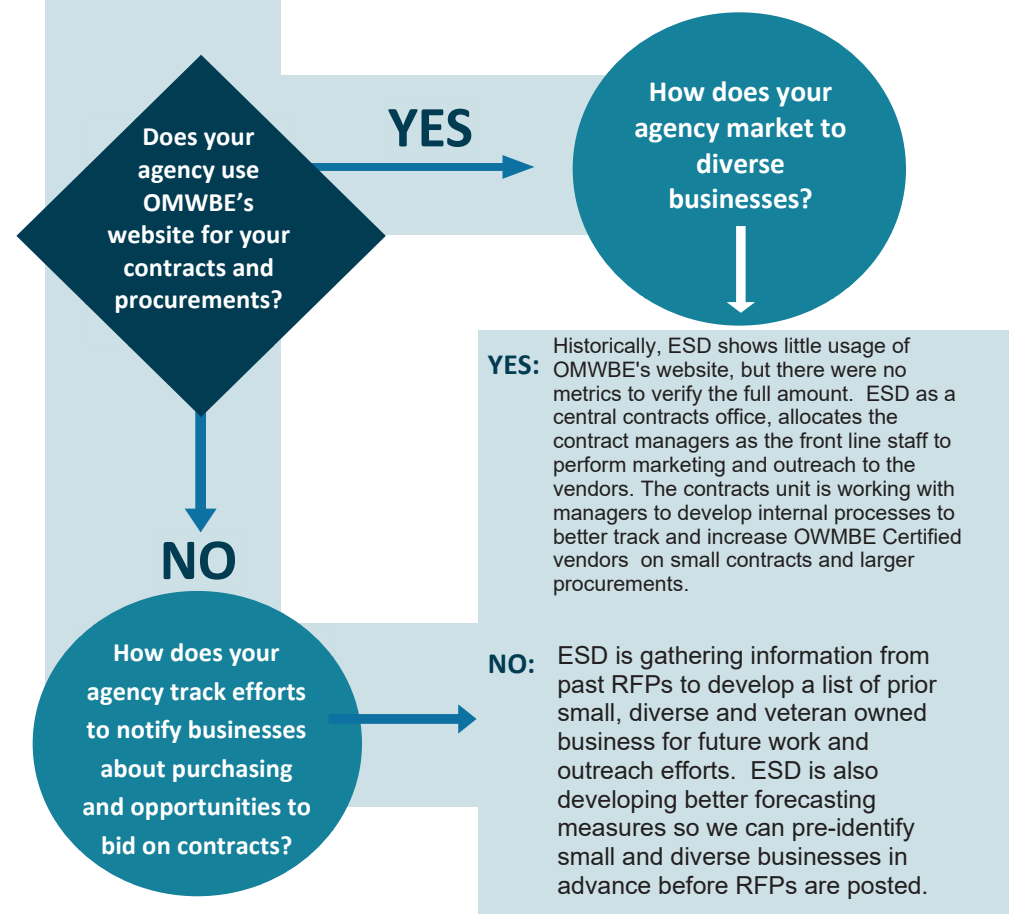 Does your
agency use
OMWBE’s
website for your
contracts and
procurements?
YES
How does your
agency market to
diverse
businesses?
YES:
Historically, ESD shows little usage of
OMWBE's website, but there were no
metrics to verify the full amount.  ESD as a
central contracts office, allocates the
contract managers as the front line staff to
perform marketing and outreach to the
vendors. The contracts unit is working with
managers to develop internal processes to
better track and increase OWMBE Certified
vendors  on small contracts and larger
procurements.
NO
How does your
agency track efforts
to notify businesses
about purchasing
and opportunities to
bid on contracts?
NO:
ESD is gathering information from
past RFPs to develop a list of prior
small, diverse and veteran owned
business for future work and
outreach efforts.  ESD is also
developing better forecasting
measures so we can pre-identify
small and diverse businesses in
advance before RFPs are posted.